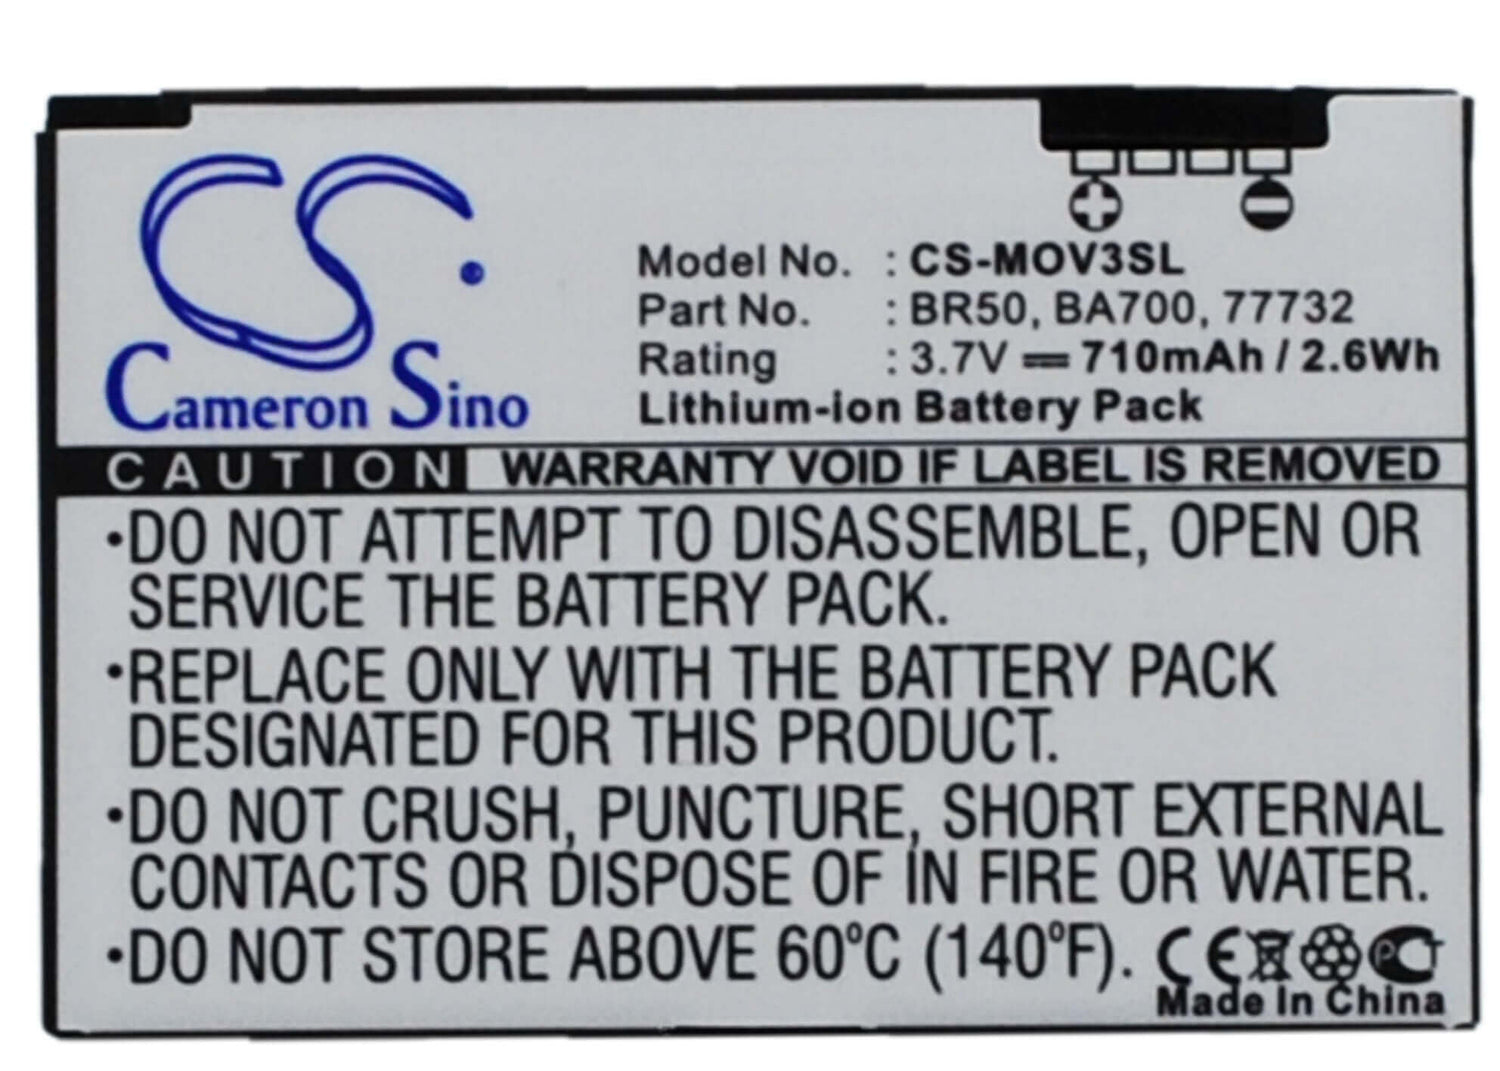 CS.
Cameron Sino
Model No. : CS-MOV3SL
Part No. : BR50, BA700, 77732
Rating : 3.7V ⎓ 710mAh / 2.6Wh
Lithium-ion Battery Pack
CAUTION WARRANTY VOID IF LABEL IS REMOVED
•DO NOT ATTEMPT TO DISASSEMBLE, OPEN OR
SERVICE THE BATTERY PACK.
•REPLACE ONLY WITH THE BATTERY PACK
DESIGNATED FOR THIS PRODUCT.
•DO NOT CRUSH, PUNCTURE, SHORT EXTERNAL
CONTACTS OR DISPOSE OF IN FIRE OR WATER.
•DO NOT STORE ABOVE 60°C (140°F).
CE PCT
Made In China